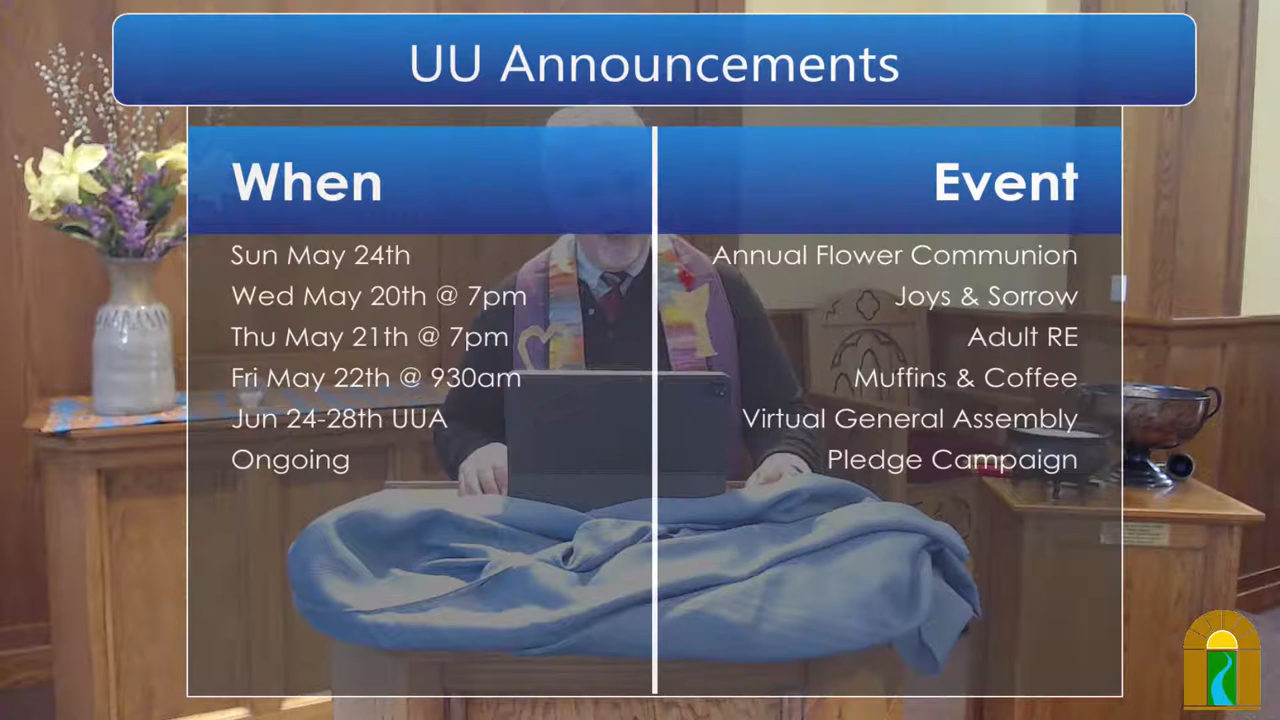 UU Announcements
When Event
Sun May 24th Annual Flower Communion
Wed May 20th @ 7pm Joys & Sorrow
Thu May 21th @ 7pm Adult RE
Fri May 22th @ 930am Muffins & Coffee
Jun 24-28th UUA Virtual General Assembly
Ongoing Pledge Campaign